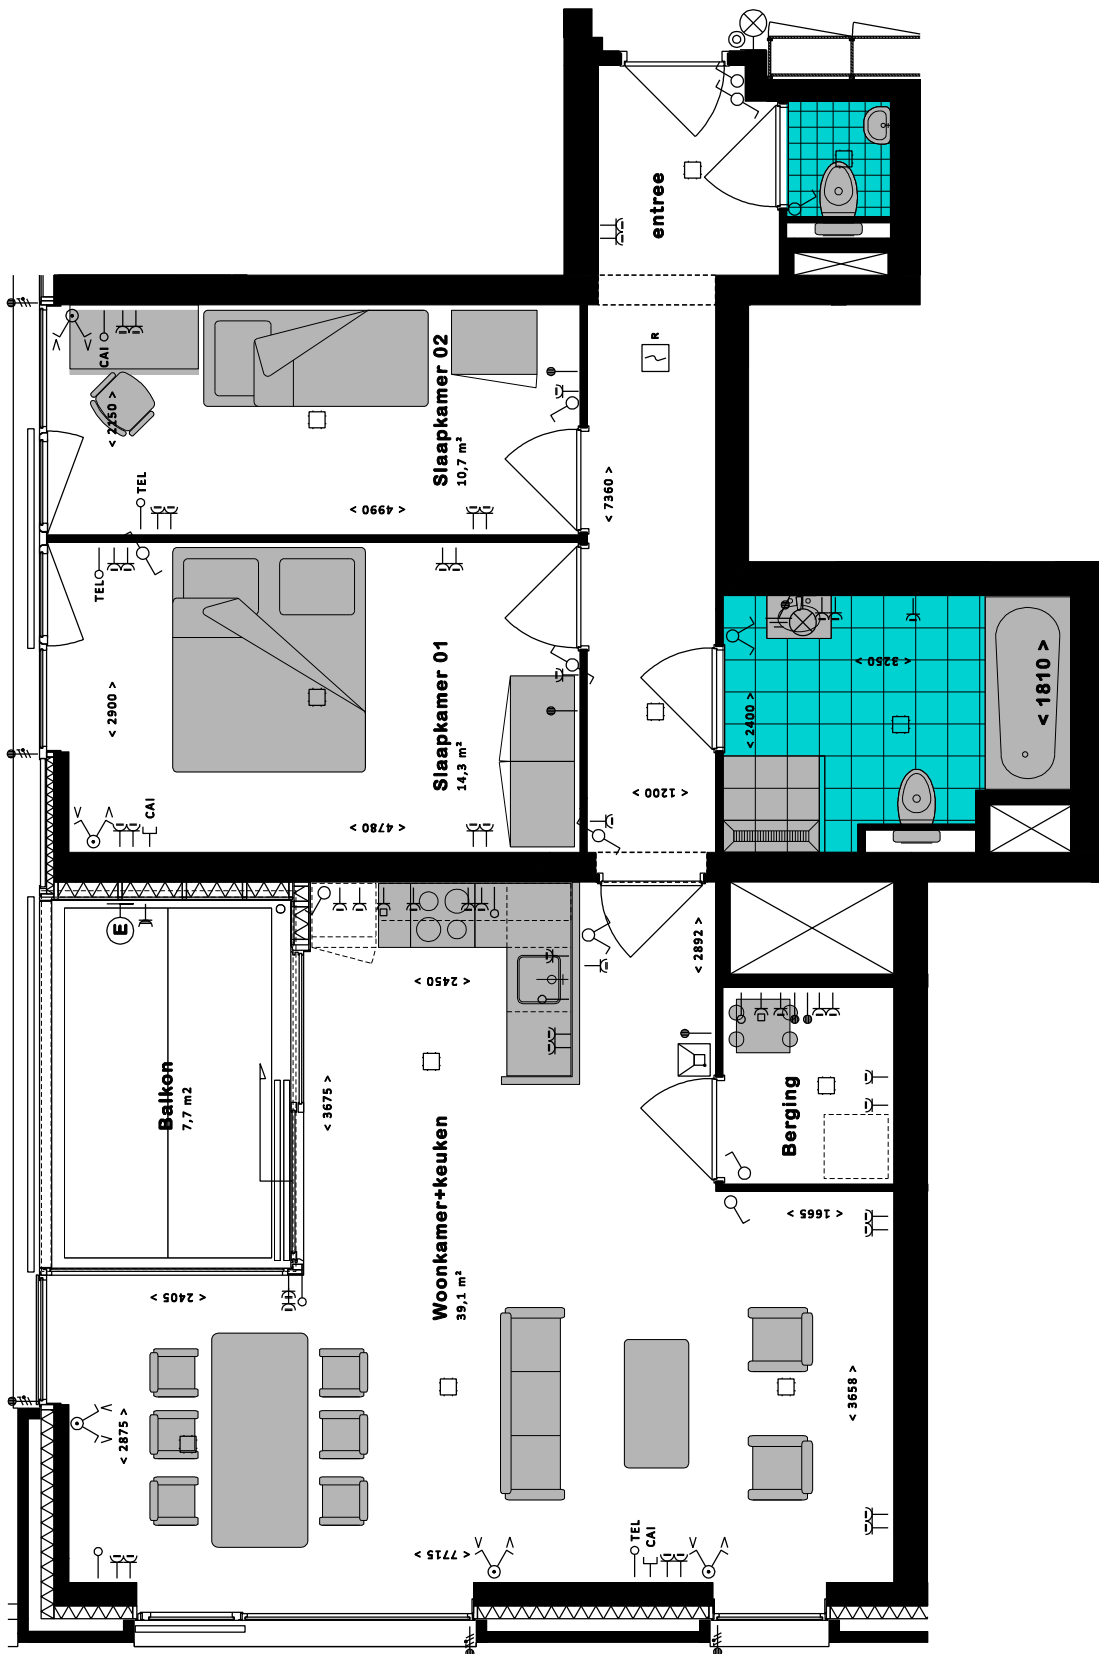 entree
R
CAI
< 2150 >
Slaapkamer 02
10,7 m²
TEL
< 4990 >
< 7360 >
TEL
< 2900 >
Slaapkamer 01
14,3 m²
< 3250 >
< 2400 >
< 1810 >
CAI
< 4780 >
< 1200 >
E
< 2450 >
< 2892 >
Balkon
7,7 m2
< 3675 >
Berging
Woonkamer+keuken
39,1 m²
< 1665 >
< 2405 >
< 2875 >
< 3658 >
< 7715 >
TEL
CAI